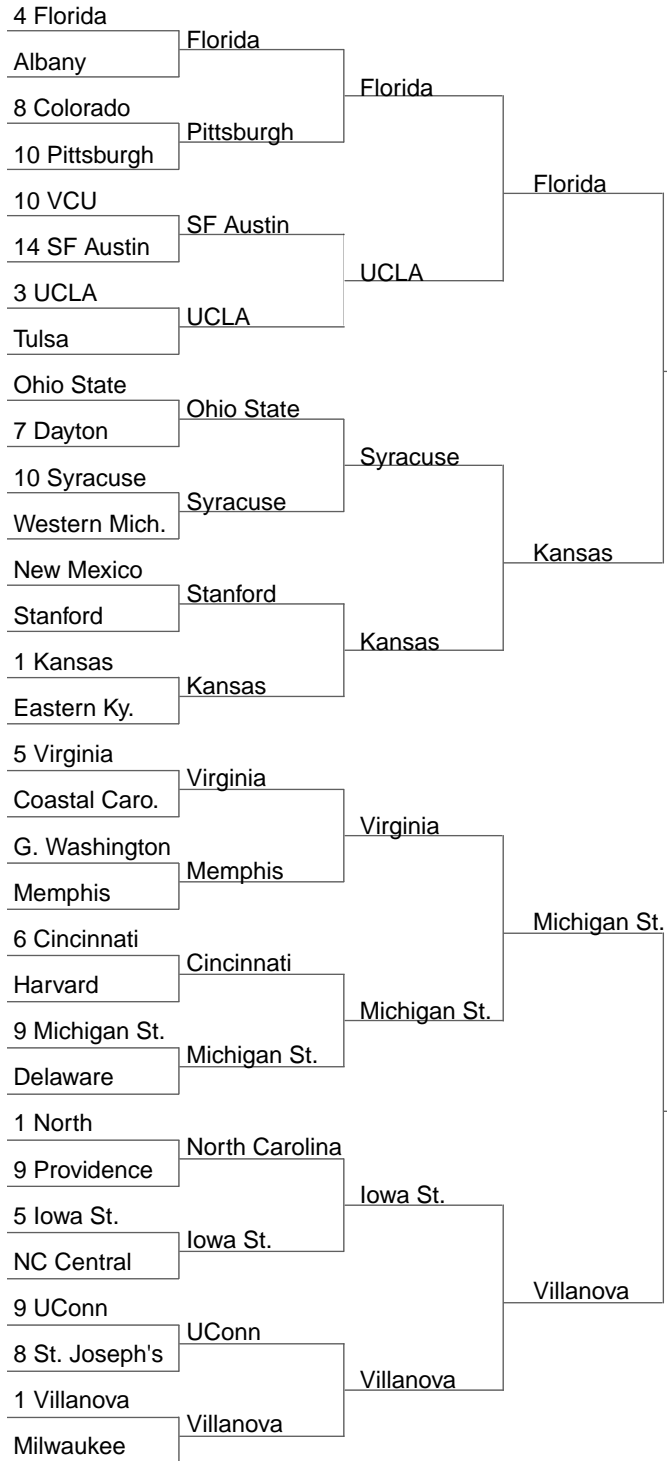 4 Florida
Florida
Albany
Florida
8 Colorado
Pittsburgh
10 Pittsburgh
Florida
10 VCU
SF Austin
14 SF Austin
UCLA
3 UCLA
UCLA
Tulsa
Ohio State
Ohio State
7 Dayton
Syracuse
10 Syracuse
Syracuse
Western Mich.
Kansas
New Mexico
Stanford
Stanford
Kansas
1 Kansas
Kansas
Eastern Ky.
5 Virginia
Virginia
Coastal Caro.
Virginia
G. Washington
Memphis
Memphis
Michigan St.
6 Cincinnati
Cincinnati
Harvard
Michigan St.
9 Michigan St.
Michigan St.
Delaware
1 North
North Carolina
9 Providence
Iowa St.
5 Iowa St.
Iowa St.
NC Central
Villanova
9 UConn
UConn
8 St. Joseph's
Villanova
1 Villanova
Villanova
Milwaukee